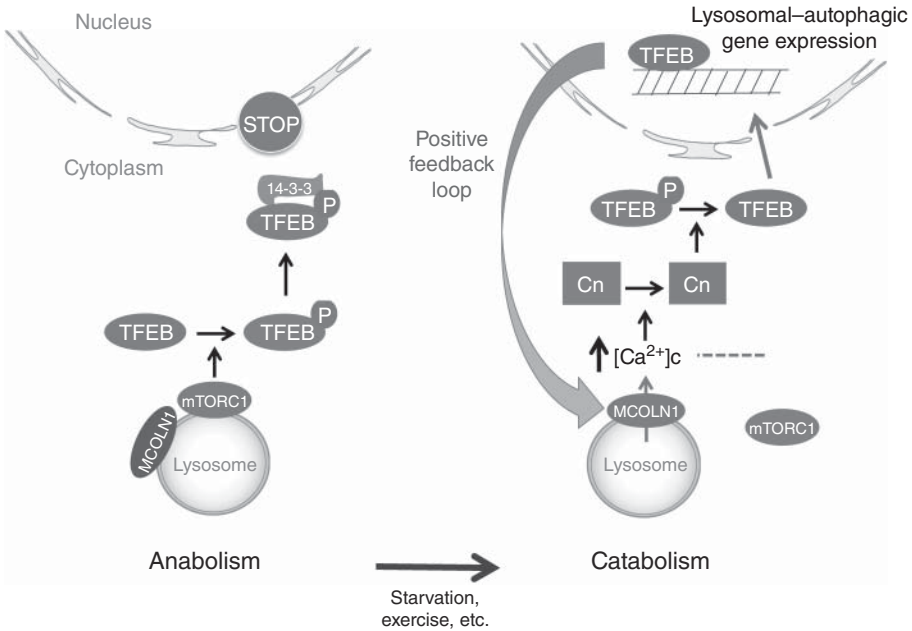 Nucleus
Cytoplasm
STOP
14-3-3
TFEB
P
TFEB
TFEB
P
mTORC1
MCOLN1
Lysosome
Anabolism
Starvation,
exercise, etc.
Lysosomal–autophagic
gene expression
TFEB
Positive
feedback
loop
TFEB
P
TFEB
Cn
Cn
[Ca²⁺]c
MCOLN1
mTORC1
Lysosome
Catabolism